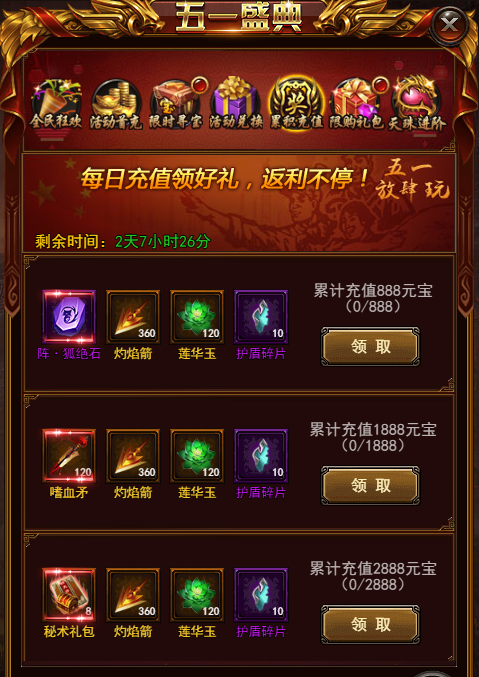 五一盛典
全民狂欢 活动首充 限时寻宝 活动兑换 累积充值 限购礼包 天珠进阶
每日充值领好礼，返利不停！
五一
放肆玩
剩余时间：2天7小时26分
累计充值888元宝
（0/888）
360 120 10
领取
阵·狐绝石 灼焰箭 莲华玉 护盾碎片
累计充值1888元宝
（0/1888）
120 360 120 10
领取
嗜血矛 灼焰箭 莲华玉 护盾碎片
累计充值2888元宝
（0/2888）
8 360 120 10
领取
秘术礼包 灼焰箭 莲华玉 护盾碎片